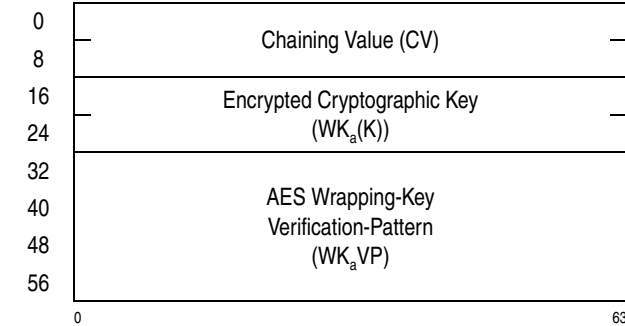 0
Chaining Value (CV)
8
16
Encrypted Cryptographic Key
24
(WKa(K))
32
AES Wrapping-Key
40
Verification-Pattern
48
(WKaVP)
56
0 63